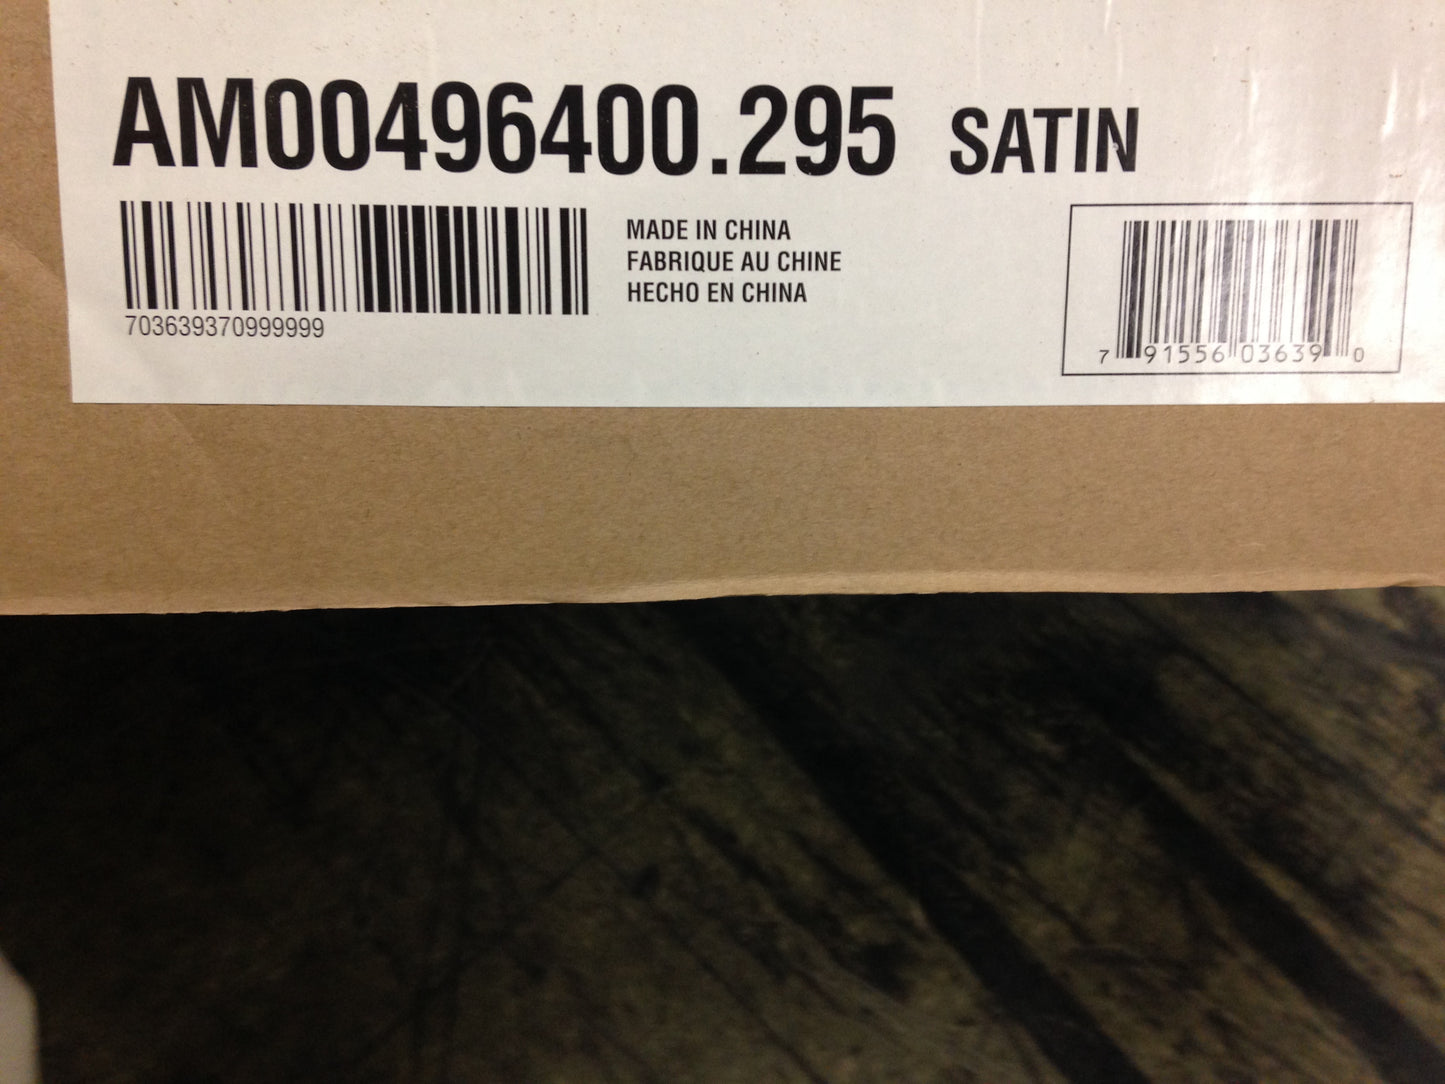 AM00496400.295 SATIN
MADE IN CHINA
FABRIQUE AU CHINE
HECHO EN CHINA
703639370999999
7 91556 03639 0